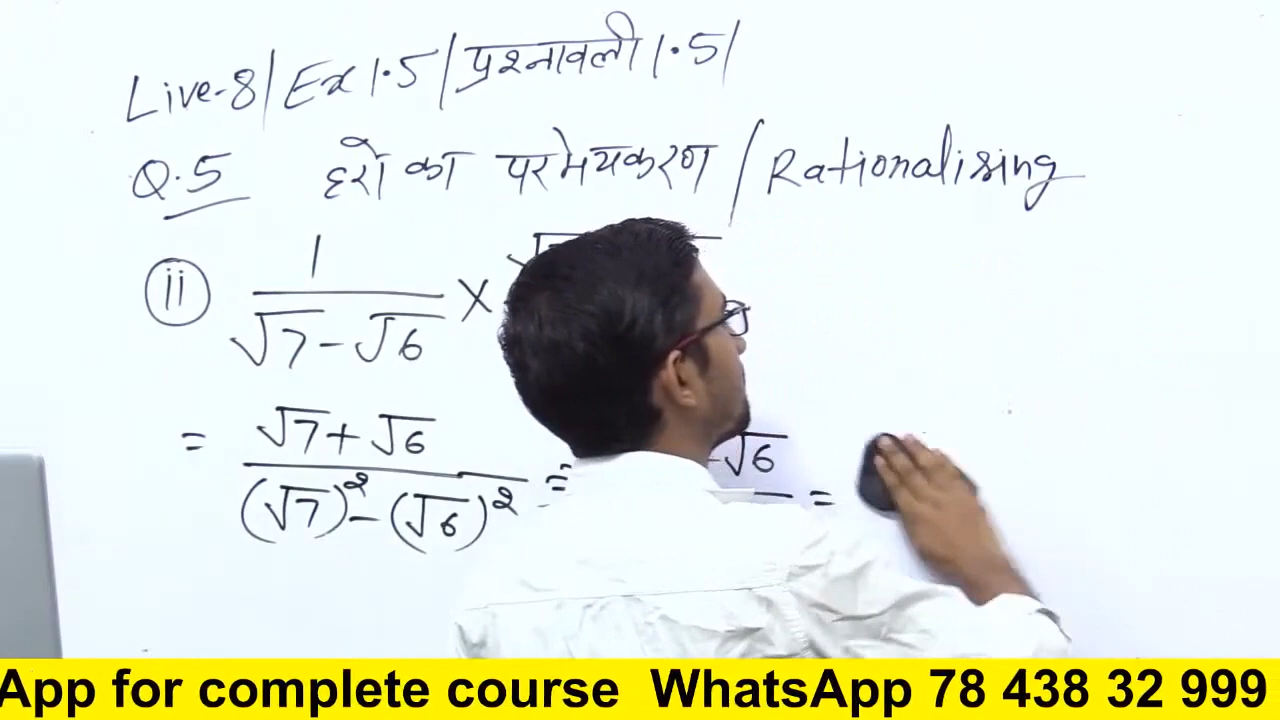 Live-8/ Ex 1.5/ प्रश्नावली 1.5/
Q.5 हरों का परिमेयकरण / Rationalising
ii 1 ×
√7 - √6
= √7 + √6 = √6 =
(√7)² - (√6)²
App for complete course WhatsApp 78 438 32 999